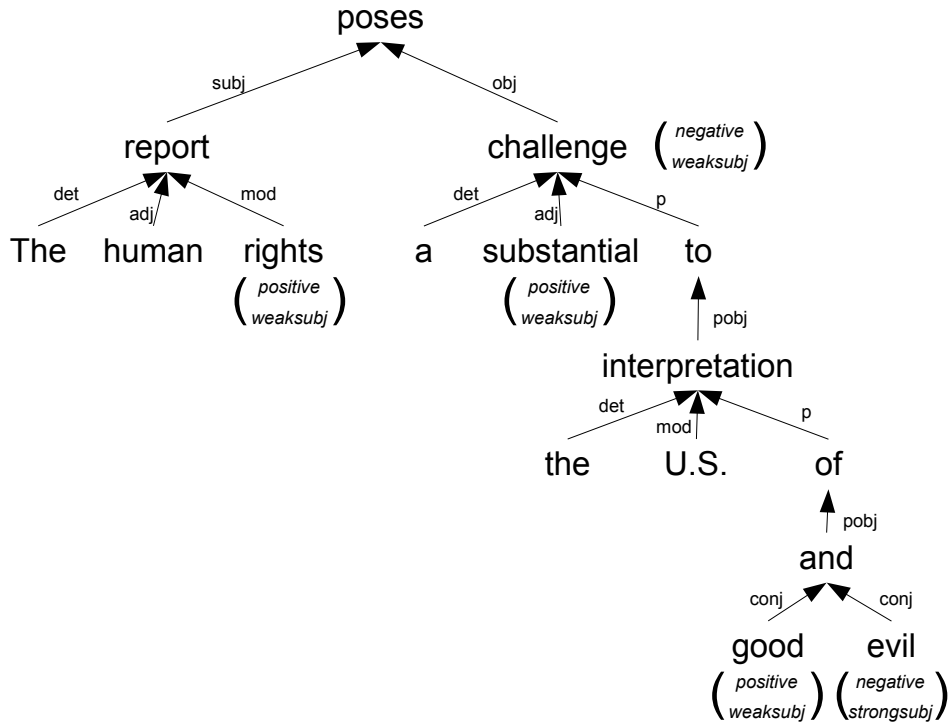 poses
subj obj
report challenge ( negative weaksubj )
det adj mod det adj p
The human rights a substantial to
( positive weaksubj ) ( positive weaksubj )
pobj
interpretation
det mod p
the U.S. of
pobj
and
conj conj
good evil
( positive weaksubj ) ( negative strongsubj )